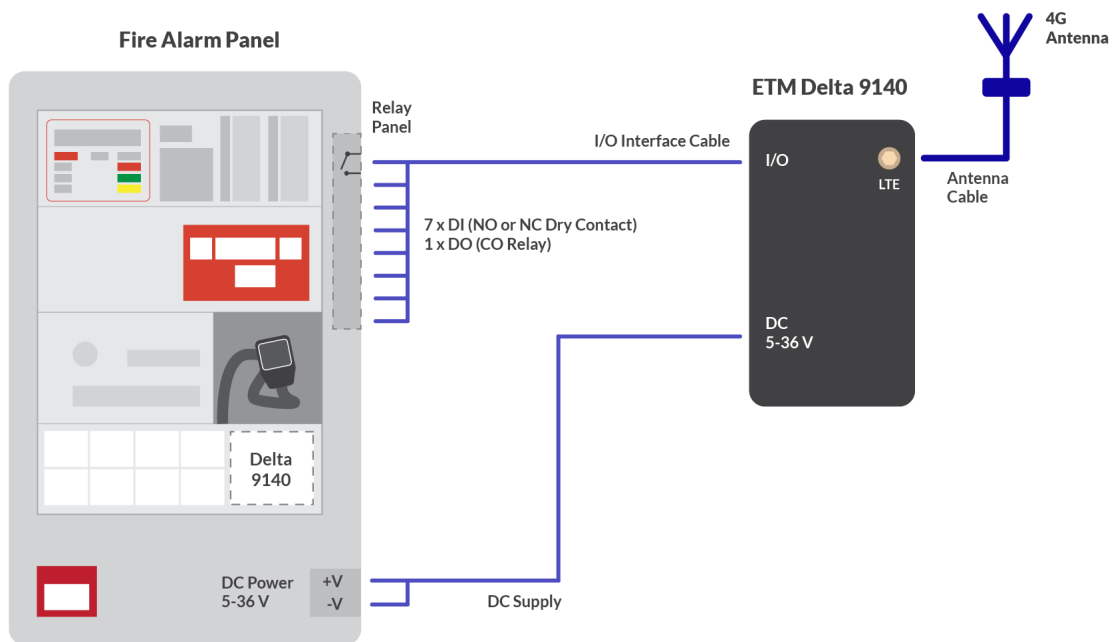 Fire Alarm Panel
4G
Antenna
ETM Delta 9140
Relay
Panel
I/O Interface Cable
I/O
LTE
Antenna
Cable
7 x DI (NO or NC Dry Contact)
1 x DO (CO Relay)
DC
5-36 V
Delta
9140
DC Power
5-36 V
+V
-V
DC Supply